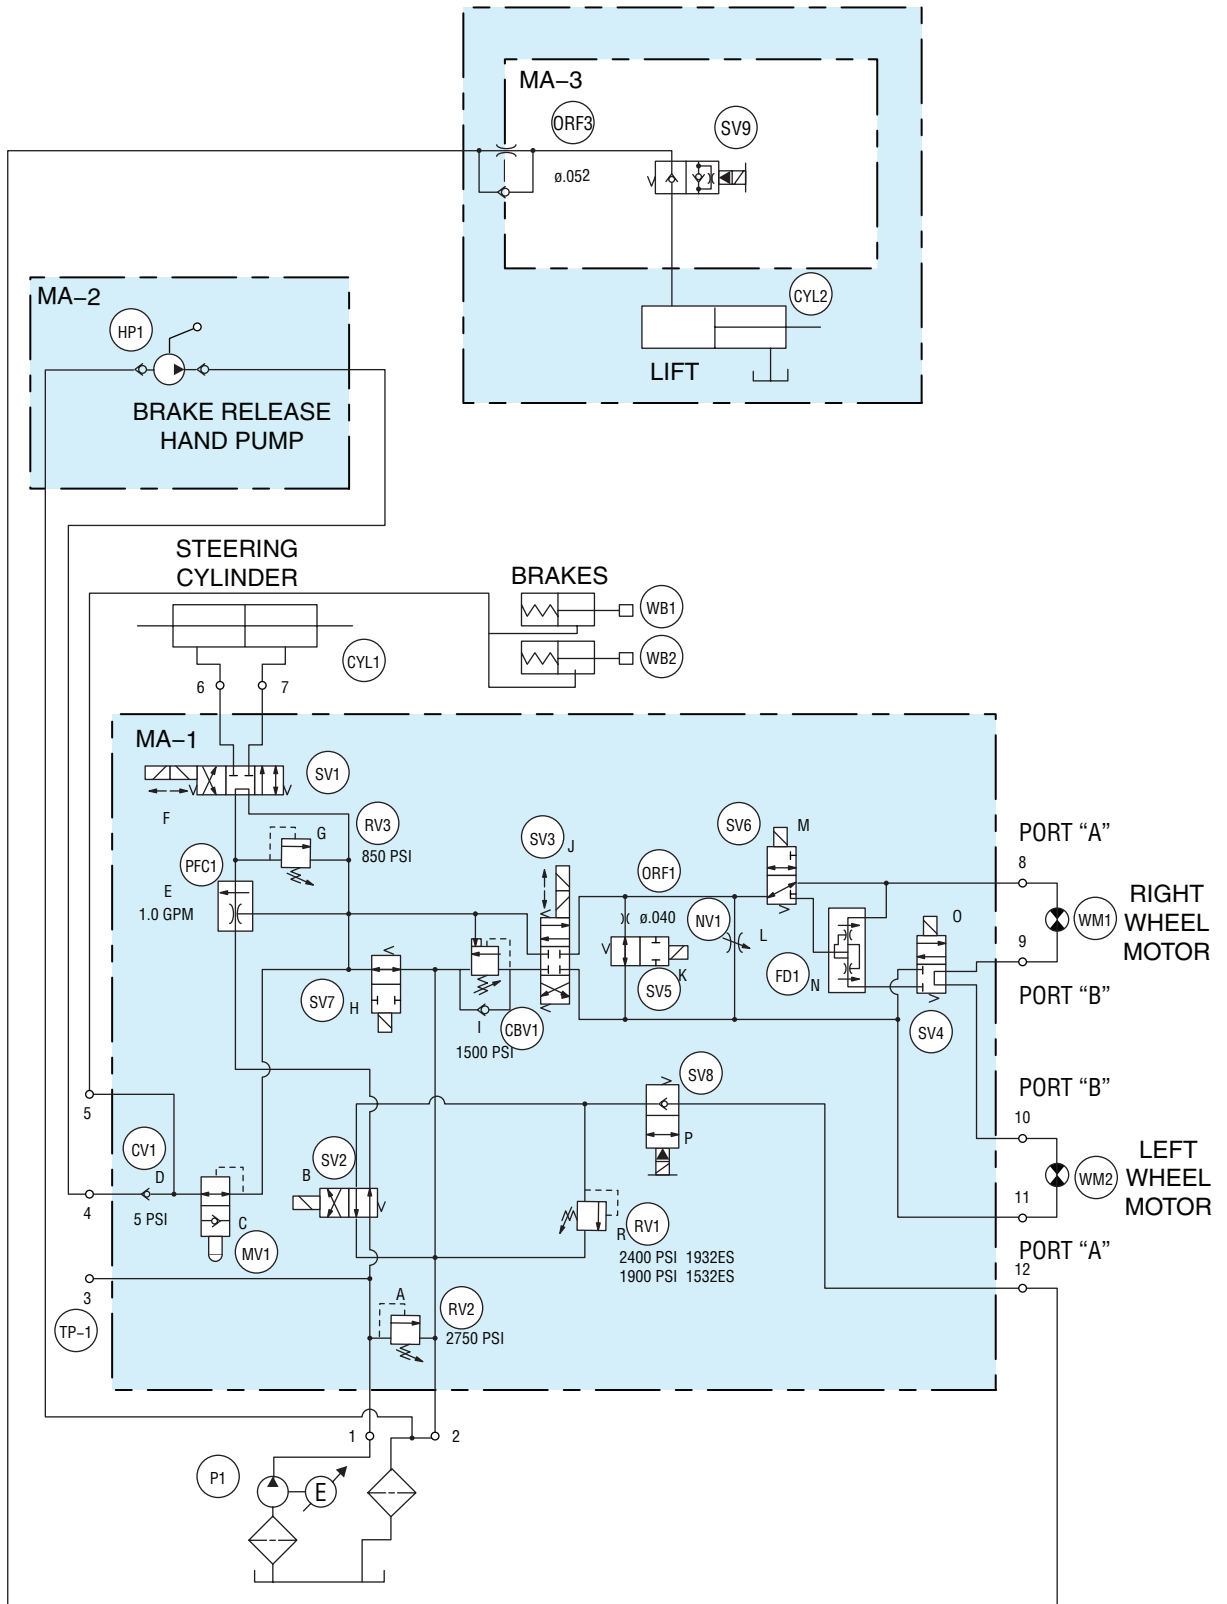 MA–3
ORF3
SV9
ø.052
MA–2
CYL2
HP1
LIFT
BRAKE RELEASE
HAND PUMP
STEERING
CYLINDER
BRAKES
WB1
WB2
CYL1
6
7
MA–1
SV1
F
G
RV3
850 PSI
PFC1
E
1.0 GPM
SV3
J
SV6
M
PORT “A”
8
ORF1
ø.040
NV1
L
O
RIGHT
WHEEL
MOTOR
WM1
9
FD1
N
PORT “B”
SV7
H
SV5
K
I
CBV1
1500 PSI
SV4
SV8
P
PORT “B”
10
5
CV1
D
5 PSI
4
SV2
B
C
MV1
R
RV1
2400 PSI 1932ES
1900 PSI 1532ES
LEFT
WHEEL
MOTOR
WM2
11
PORT “A”
12
3
TP–1
A
RV2
2750 PSI
1
2
P1
E